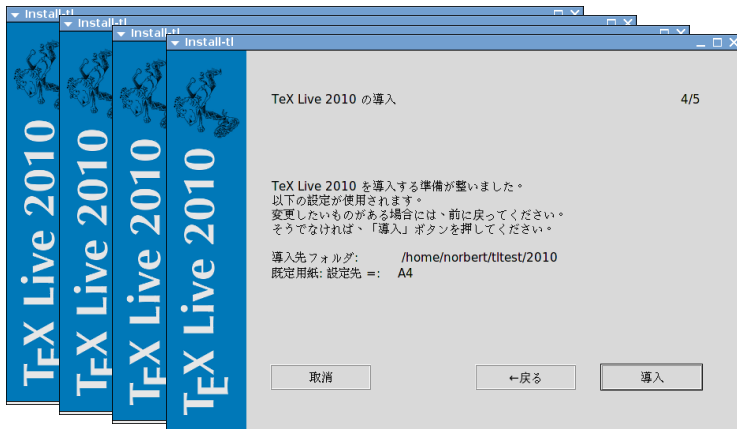 Install-tl
TeX Live 2010
Install-tl
TeX Live 2010
Install-tl
TeX Live 2010
Install-tl
TeX Live 2010
TeX Live 2010 の導入
4/5
TeX Live 2010 を導入する準備が整いました。
以下の設定が使用されます。
変更したいものがある場合には、前に戻ってください。
そうでなければ、「導入」ボタンを押してください。
導入先フォルダ: /home/norbert/tltest/2010
既定用紙: 設定先 =: A4
取消
←戻る
導入